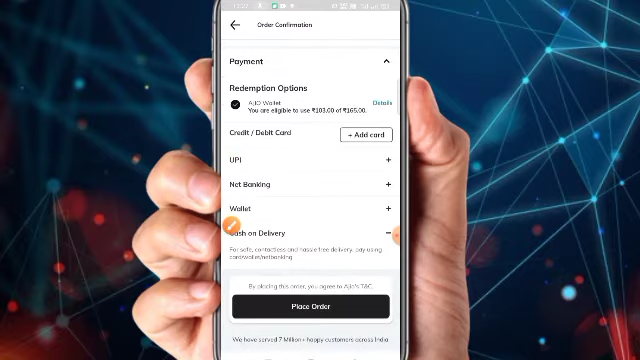 Order Confirmation
Payment
Redemption Options
AJIO Wallet
Details
You are eligible to use ₹103.00 of ₹165.00.
Credit / Debit Card
+ Add card
UPI
+
Net Banking
+
Wallet
+
Cash on Delivery
For safe, contactless and hassle free delivery, pay using
card/wallet/netbanking.
By placing this order, you agree to Ajio's T&C.
Place Order
We have served 7 Million+ happy customers across India